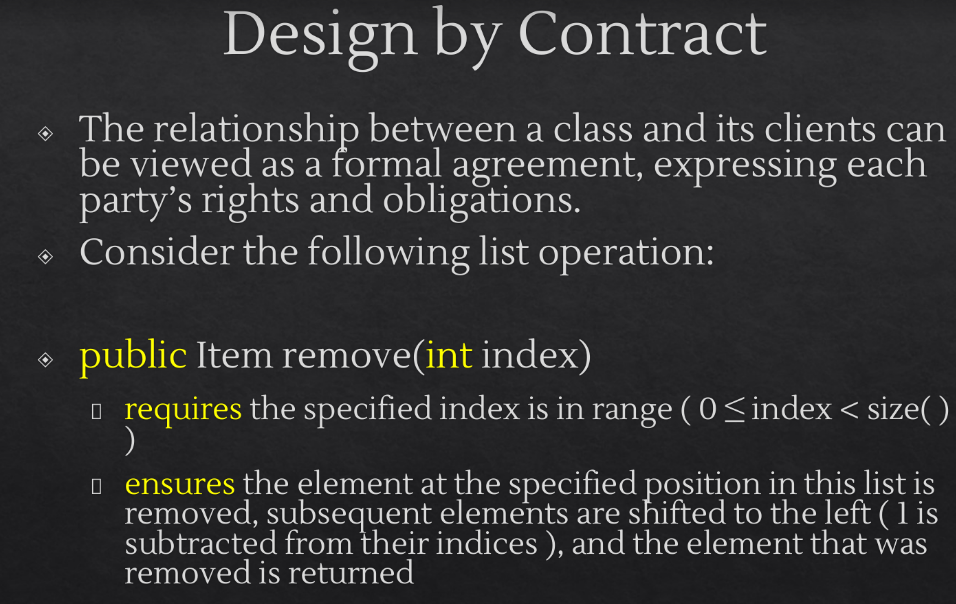 Design by Contract
The relationship between a class and its clients can
be viewed as a formal agreement, expressing each
party’s rights and obligations.
Consider the following list operation:
public Item remove(int index)
requires the specified index is in range ( 0 ≤ index < size( )
)
ensures the element at the specified position in this list is
removed, subsequent elements are shifted to the left ( 1 is
subtracted from their indices ), and the element that was
removed is returned